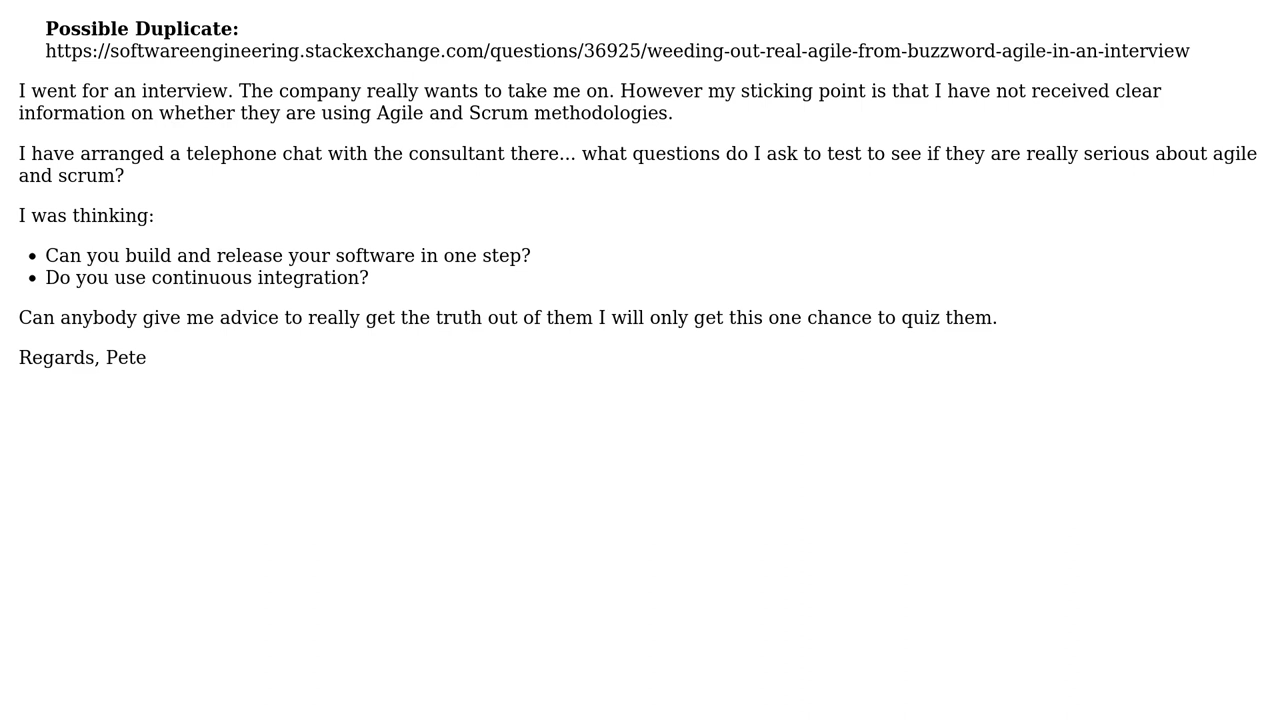 Possible Duplicate:
https://softwareengineering.stackexchange.com/questions/36925/weeding-out-real-agile-from-buzzword-agile-in-an-interview
I went for an interview. The company really wants to take me on. However my sticking point is that I have not received clear
information on whether they are using Agile and Scrum methodologies.
I have arranged a telephone chat with the consultant there... what questions do I ask to test to see if they are really serious about agile
and scrum?
I was thinking:
• Can you build and release your software in one step?
• Do you use continuous integration?
Can anybody give me advice to really get the truth out of them I will only get this one chance to quiz them.
Regards, Pete